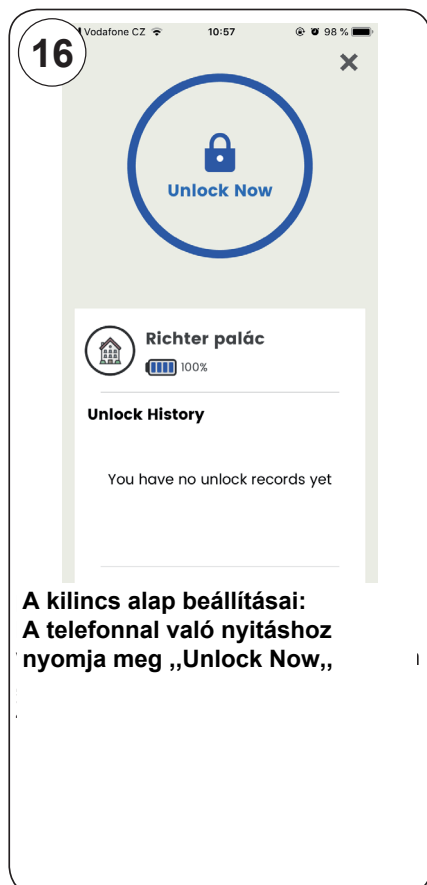 16
Vodafone CZ 10:57 98 %
Unlock Now
Richter palác
100%
Unlock History
You have no unlock records yet
A kilincs alap beállításai:
A telefonnal való nyitáshoz
nyomja meg ,,Unlock Now,,